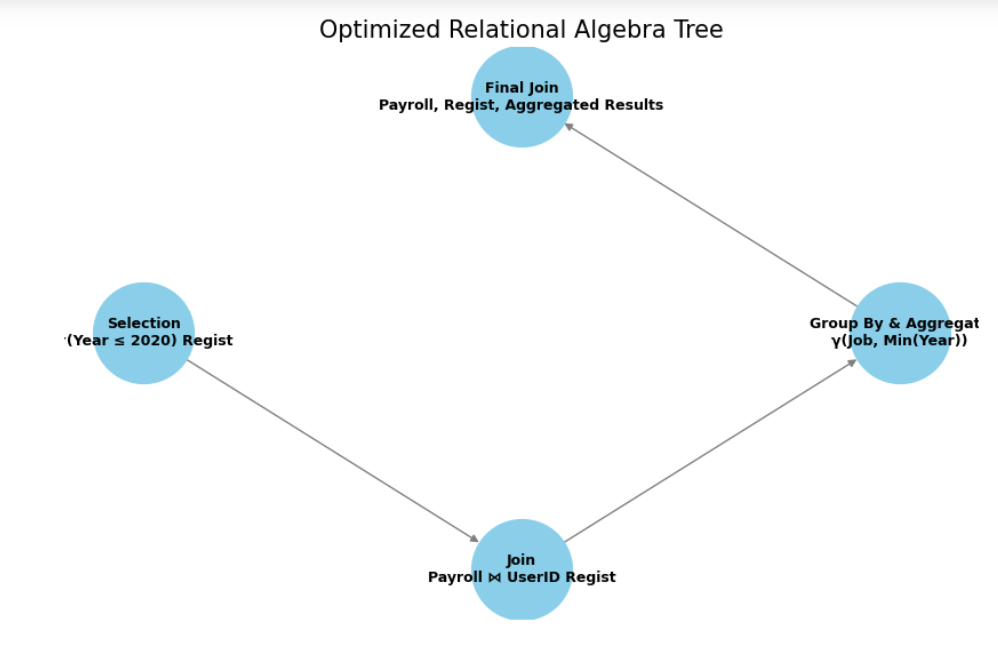 Optimized Relational Algebra Tree
Final Join
Payroll, Regist, Aggregated Results
Selection
(Year ≤ 2020) Regist
Group By & Aggregat
γ(Job, Min(Year))
Join
Payroll ⋈ UserID Regist